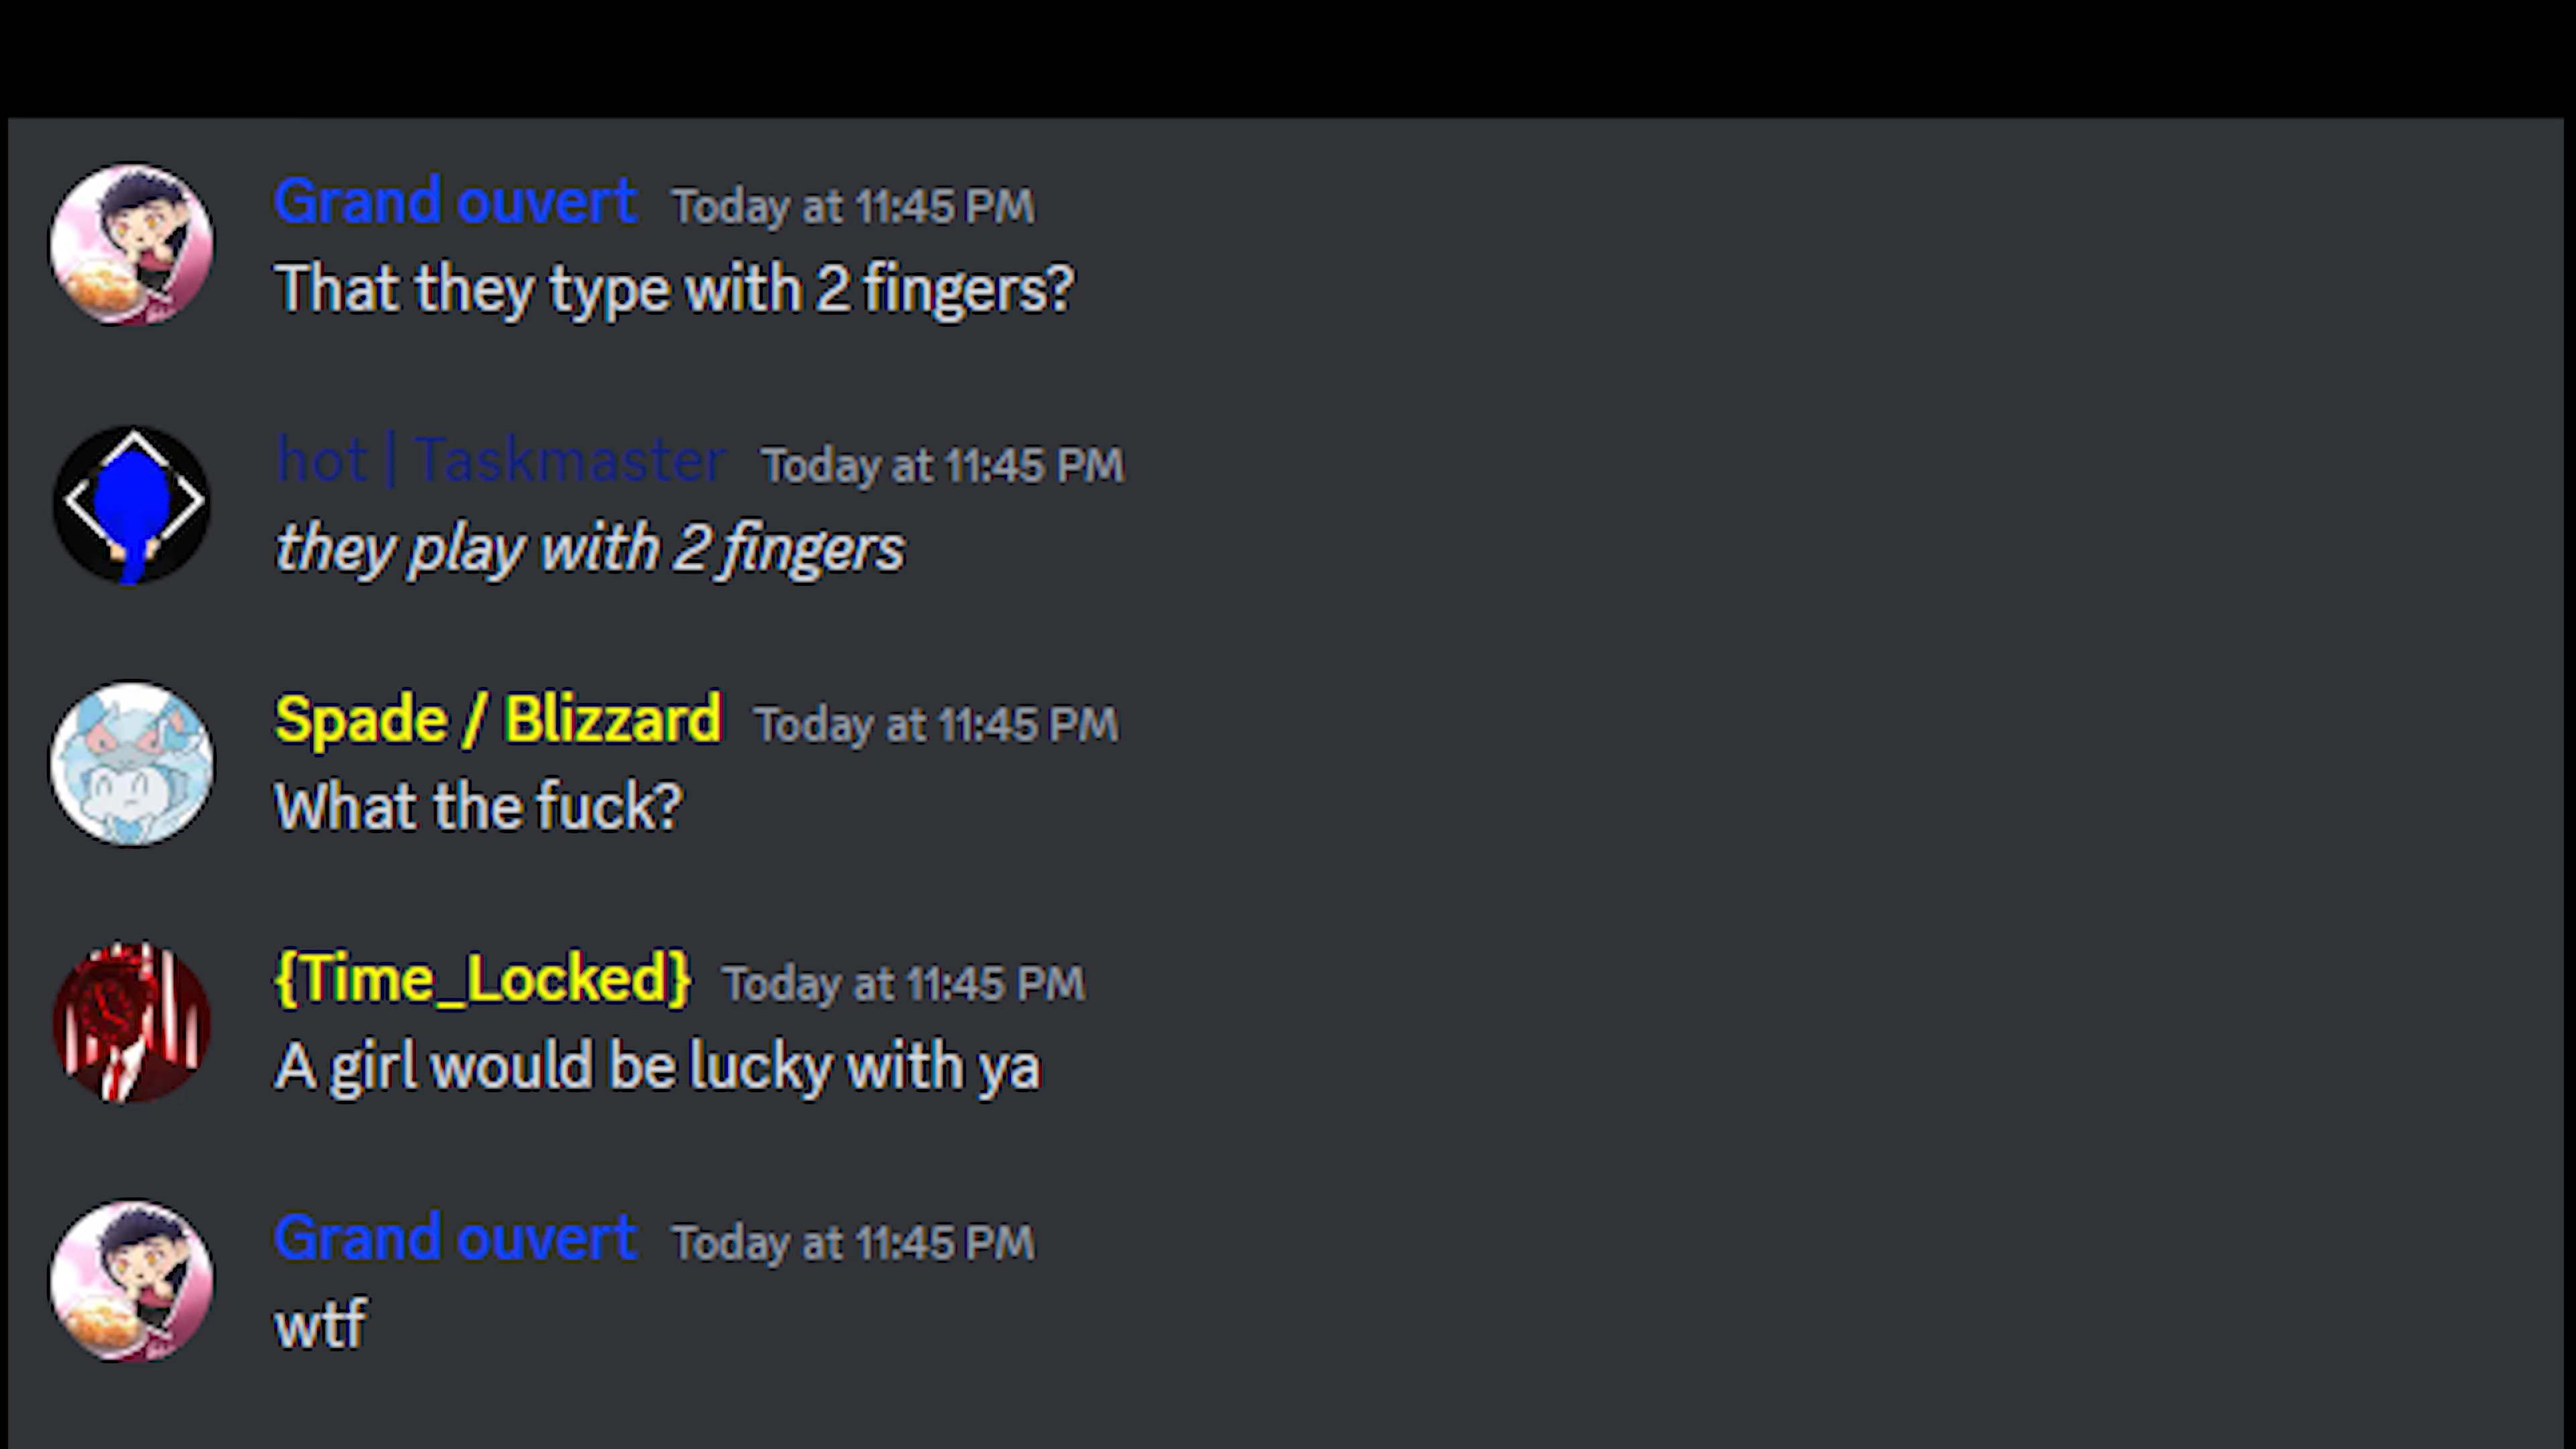 Grand ouvert Today at 11:45 PM
That they type with 2 fingers?
hot | Taskmaster Today at 11:45 PM
they play with 2 fingers
Spade / Blizzard Today at 11:45 PM
What the fuck?
{Time_Locked} Today at 11:45 PM
A girl would be lucky with ya
Grand ouvert Today at 11:45 PM
wtf